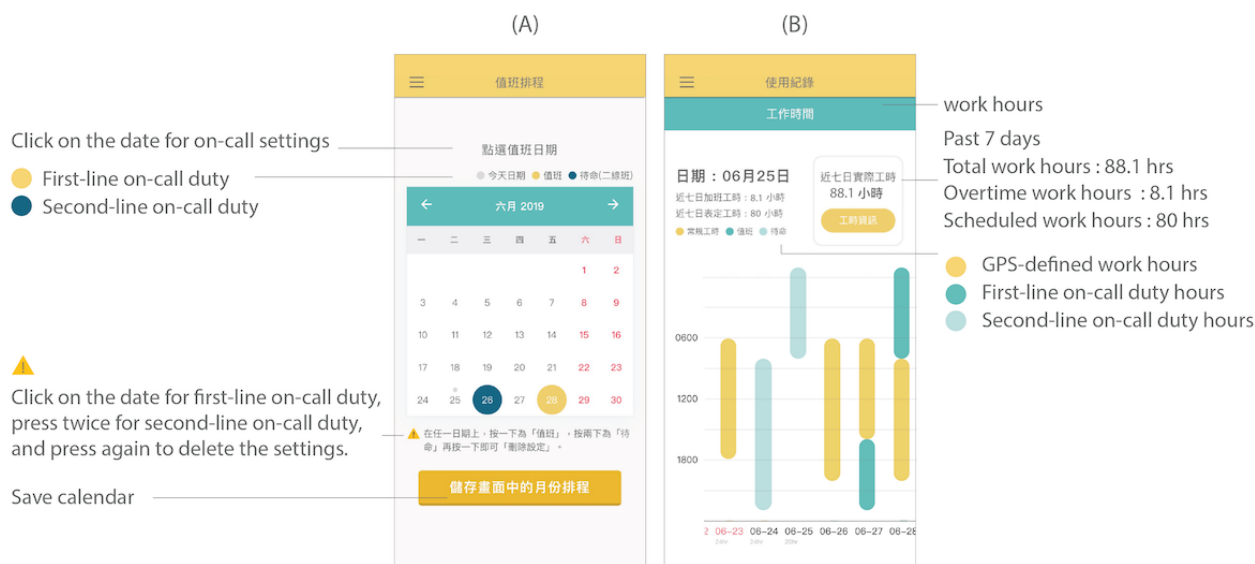 (A)
(B)
值班排程
使用紀錄
工作時間
work hours
Click on the date for on-call settings
First-line on-call duty
Second-line on-call duty
點選值班日期
今天日期 值班 待命(二線班)
六月 2019
一 二 三 四 五 六 日
1 2
3 4 5 6 7 8 9
10 11 12 13 14 15 16
17 18 19 20 21 22 23
24 25 26 27 28 29 30
Click on the date for first-line on-call duty,
press twice for second-line on-call duty,
and press again to delete the settings.
在任一日期上，按一下為「值班」，按兩下為「待
命」再按一下即可「刪除設定」。
Save calendar
儲存畫面中的月份排程
日期：06月25日
近七日加班工時：8.1 小時
近七日表定工時：80 小時
常規工時 值班 待命
近七日實際工時
88.1 小時
工時資訊
Past 7 days
Total work hours : 88.1 hrs
Overtime work hours : 8.1 hrs
Scheduled work hours : 80 hrs
GPS-defined work hours
First-line on-call duty hours
Second-line on-call duty hours
0600
1200
1800
2 06-23 06-24 06-25 06-26 06-27 06-28
24hr 24hr 20hr